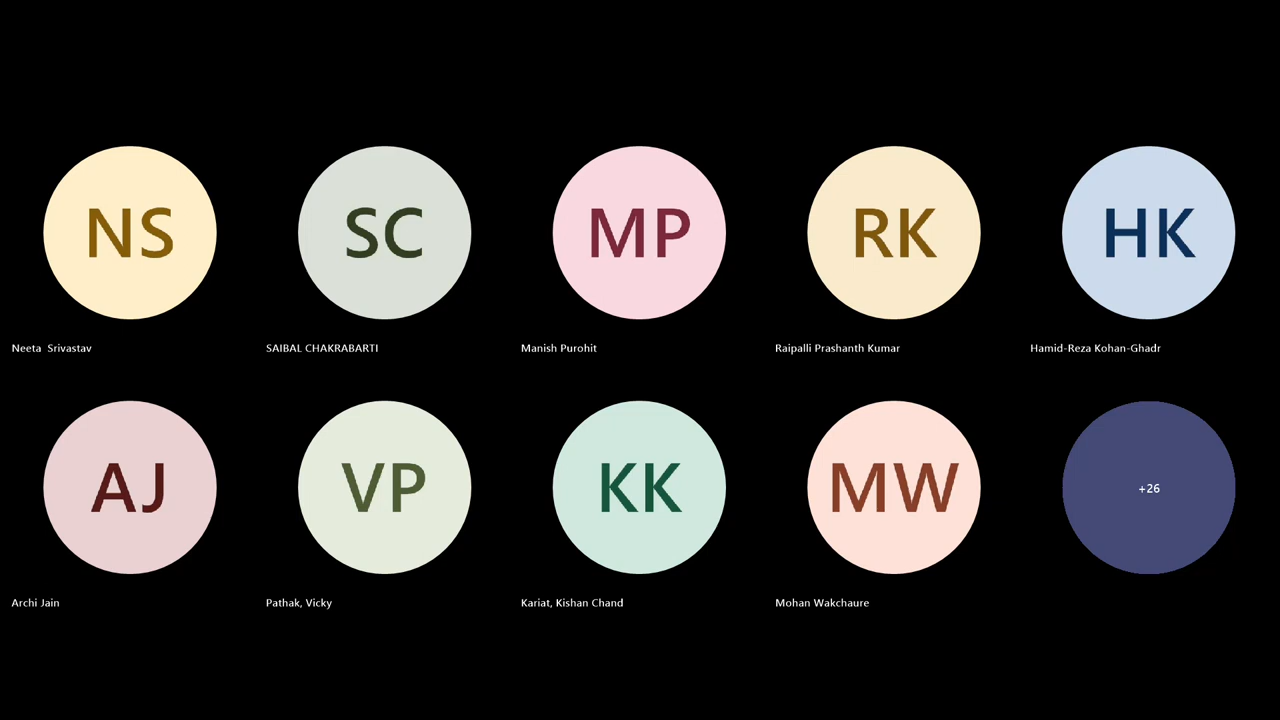 NS
SC
MP
RK
HK
Neeta  Srivastav
SAIBAL CHAKRABARTI
Manish Purohit
Raipalli Prashanth Kumar
Hamid-Reza Kohan-Ghadr
AJ
VP
KK
MW
+26
Archi Jain
Pathak, Vicky
Kariat, Kishan Chand
Mohan Wakchaure